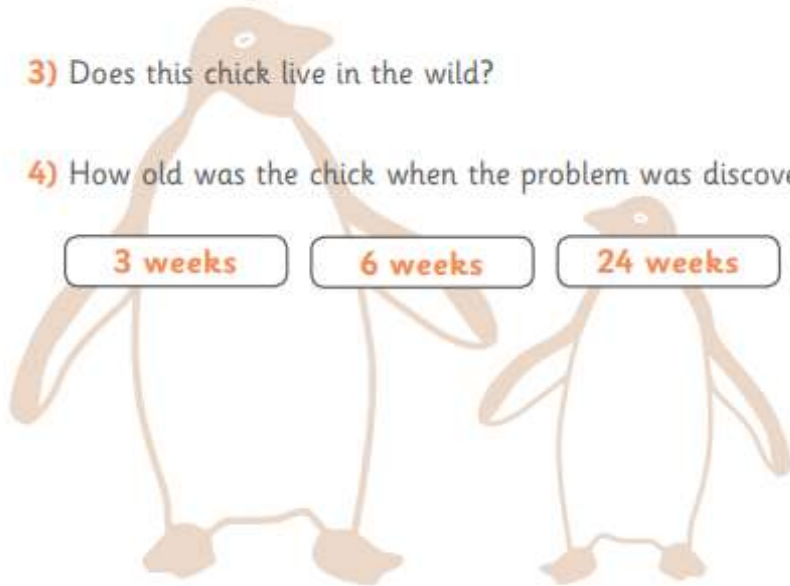 3) Does this chick live in the wild?
4) How old was the chick when the problem was
3 weeks 6 weeks 24 weeks